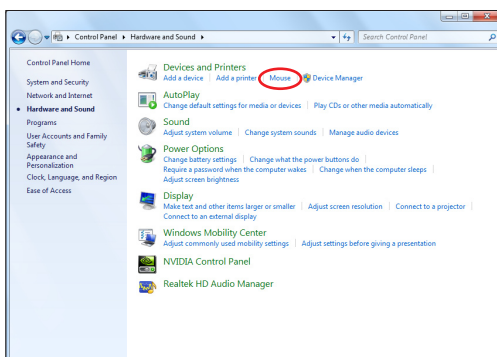 Control Panel ▸ Hardware and Sound ▸
Search Control Panel
Control Panel Home
System and Security
Network and Internet
Hardware and Sound
Programs
User Accounts and Family
Safety
Appearance and
Personalization
Clock, Language, and Region
Ease of Access
Devices and Printers
Add a device | Add a printer | Mouse | Device Manager
AutoPlay
Change default settings for media or devices | Play CDs or other media automatically
Sound
Adjust system volume | Change system sounds | Manage audio devices
Power Options
Change battery settings | Change what the power buttons do |
Require a password when the computer wakes | Change when the computer sleeps |
Adjust screen brightness
Display
Make text and other items larger or smaller | Adjust screen resolution | Connect to a projector |
Connect to an external display
Windows Mobility Center
Adjust commonly used mobility settings | Adjust settings before giving a presentation
NVIDIA Control Panel
Realtek HD Audio Manager